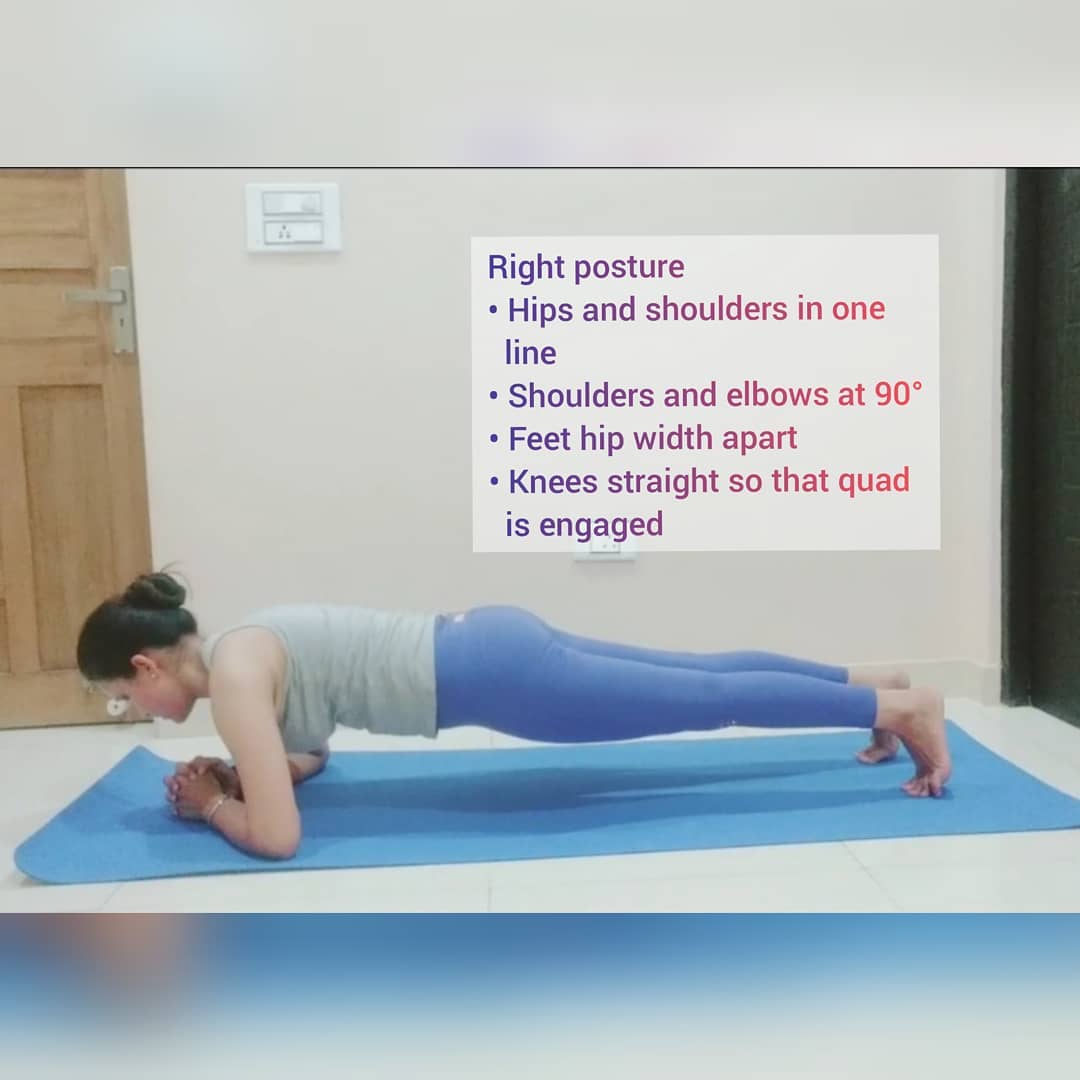 Right posture
• Hips and shoulders in one
line
• Shoulders and elbows at 90°
• Feet hip width apart
• Knees straight so that quad
is engaged